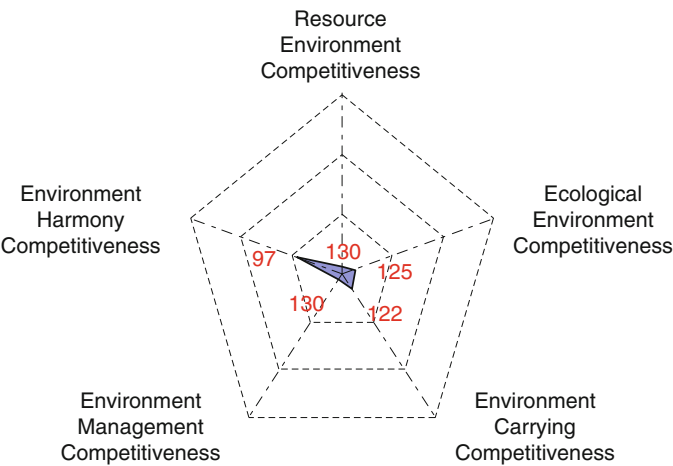 Resource
Environment
Competitiveness
Environment
Harmony
Competitiveness
Ecological
Environment
Competitiveness
130
97
125
130
122
Environment
Management
Competitiveness
Environment
Carrying
Competitiveness